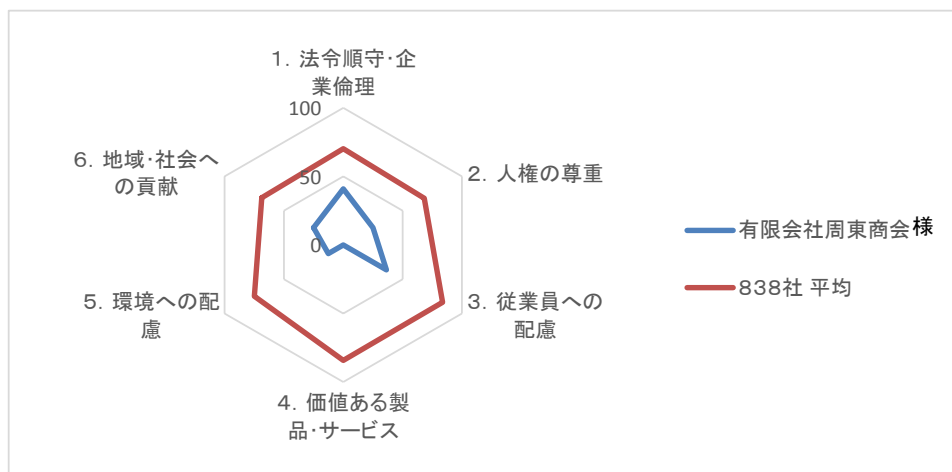 1. 法令順守･企
業倫理
100
50
0
2. 人権の尊重
3. 従業員への
配慮
4. 価値ある製
品･サービス
5. 環境への配
慮
6. 地域･社会へ
の貢献
有限会社周東商会様
838社 平均